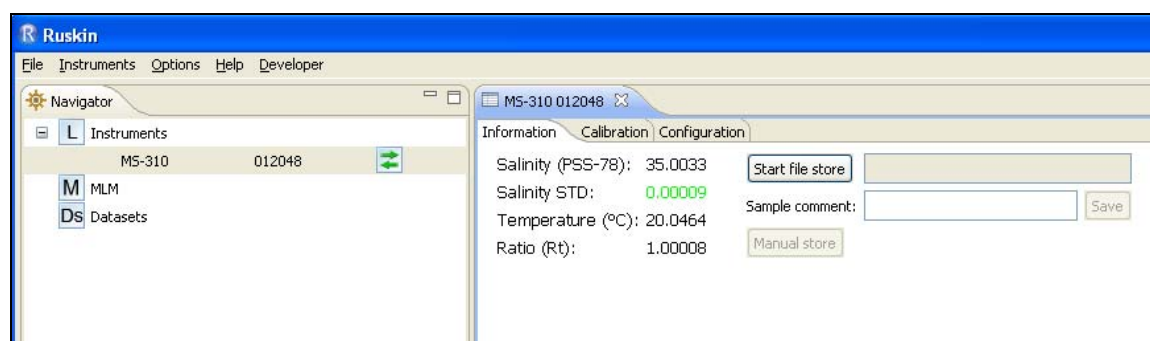 Ruskin
File Instruments Options Help Developer
Navigator
L Instruments
MS-310 012048
M MLM
Ds Datasets
MS-310 012048
Information Calibration Configuration
Salinity (PSS-78): 35.0033 Start file store
Salinity STD: 0.00009 Sample comment: Save
Temperature (ºC): 20.0464
Ratio (Rt): 1.00008 Manual store